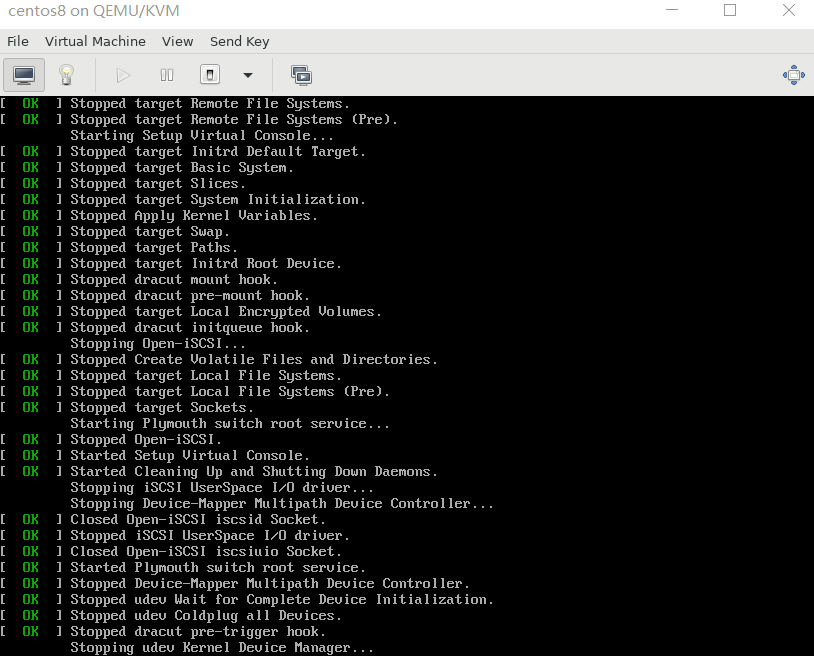 centos8 on QEMU/KVM
File Virtual Machine View Send Key
[ OK ] Stopped target Remote File Systems.
[ OK ] Stopped target Remote File Systems (Pre).
Starting Setup Virtual Console...
[ OK ] Stopped target Initrd Default Target.
[ OK ] Stopped target Basic System.
[ OK ] Stopped target Slices.
[ OK ] Stopped target System Initialization.
[ OK ] Stopped Apply Kernel Variables.
[ OK ] Stopped target Swap.
[ OK ] Stopped target Paths.
[ OK ] Stopped target Initrd Root Device.
[ OK ] Stopped dracut mount hook.
[ OK ] Stopped dracut pre-mount hook.
[ OK ] Stopped target Local Encrypted Volumes.
[ OK ] Stopped dracut initqueue hook.
Stopping Open-iSCSI...
[ OK ] Stopped Create Volatile Files and Directories.
[ OK ] Stopped target Local File Systems.
[ OK ] Stopped target Local File Systems (Pre).
[ OK ] Stopped target Sockets.
Starting Plymouth switch root service...
[ OK ] Stopped Open-iSCSI.
[ OK ] Started Setup Virtual Console.
[ OK ] Started Cleaning Up and Shutting Down Daemons.
Stopping iSCSI UserSpace I/O driver...
Stopping Device-Mapper Multipath Device Controller...
[ OK ] Closed Open-iSCSI iscsid Socket.
[ OK ] Stopped iSCSI UserSpace I/O driver.
[ OK ] Closed Open-iSCSI iscsiuio Socket.
[ OK ] Started Plymouth switch root service.
[ OK ] Stopped Device-Mapper Multipath Device Controller.
[ OK ] Stopped udev Wait for Complete Device Initialization.
[ OK ] Stopped udev Coldplug all Devices.
[ OK ] Stopped dracut pre-trigger hook.
Stopping udev Kernel Device Manager...